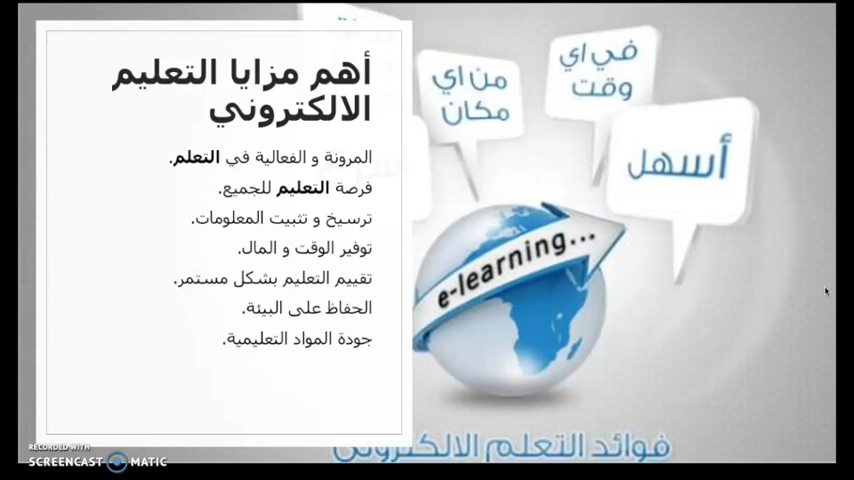 أهم مزايا التعليم
الالكتروني
المرونة و الفعالية في التعلم.
فرصة التعليم للجميع.
ترسيخ و تثبيت المعلومات.
توفير الوقت و المال.
تقييم التعليم بشكل مستمر.
الحفاظ على البيئة.
جودة المواد التعليمية.
في اي
وقت
من اي
مكان
أسهل
e-learning...
فوائد التعلم الالكتروني
RECORDED WITH
SCREENCAST MATIC